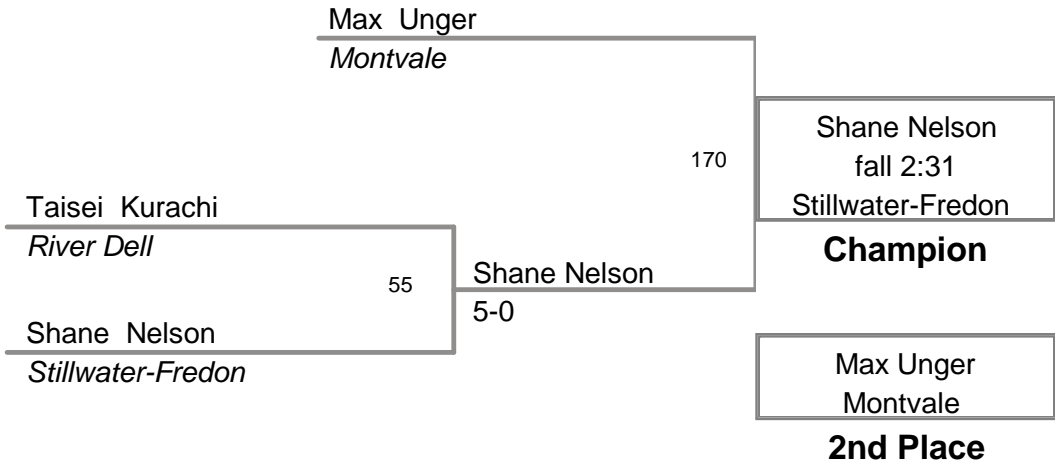 Max Unger
Montvale
Shane Nelson
fall 2:31
Stillwater-Fredon
Champion
170
Taisei Kurachi
River Dell
55
Shane Nelson
5-0
Shane Nelson
Stillwater-Fredon
Max Unger
Montvale
2nd Place